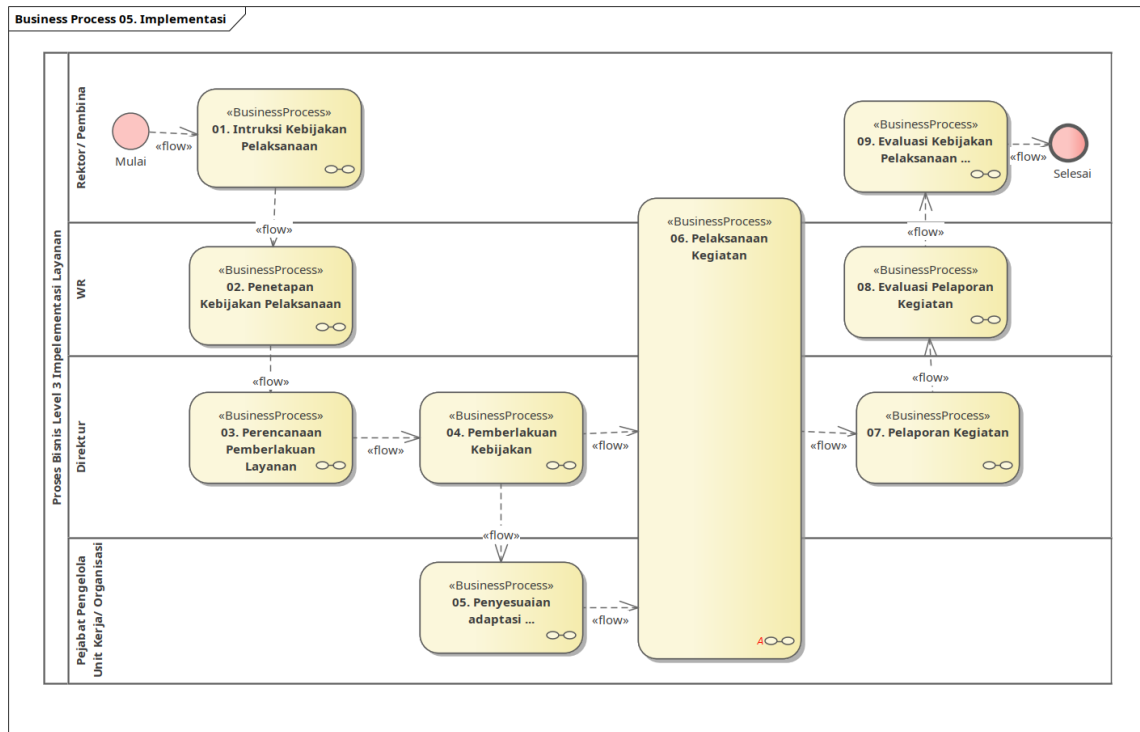 Business Process 05. Implementasi
Proses Bisnis Level 3 Impelementasi Layanan
Rektor/ Pembina
Mulai
«flow»
«BusinessProcess»
01. Intruksi Kebijakan
Pelaksanaan
«flow»
WR
«BusinessProcess»
02. Penetapan
Kebijakan Pelaksanaan
«flow»
Direktur
«BusinessProcess»
03. Perencanaan
Pemberlakuan
Layanan
«flow»
«BusinessProcess»
04. Pemberlakuan
Kebijakan
«flow»
«flow»
Pejabat Pengelola
Unit Kerja/ Organisasi
«BusinessProcess»
05. Penyesuaian
adaptasi ...
«flow»
«BusinessProcess»
06. Pelaksanaan
Kegiatan
A
«flow»
«BusinessProcess»
07. Pelaporan Kegiatan
«flow»
«BusinessProcess»
08. Evaluasi Pelaporan
Kegiatan
«flow»
«BusinessProcess»
09. Evaluasi Kebijakan
Pelaksanaan ...
«flow»
Selesai